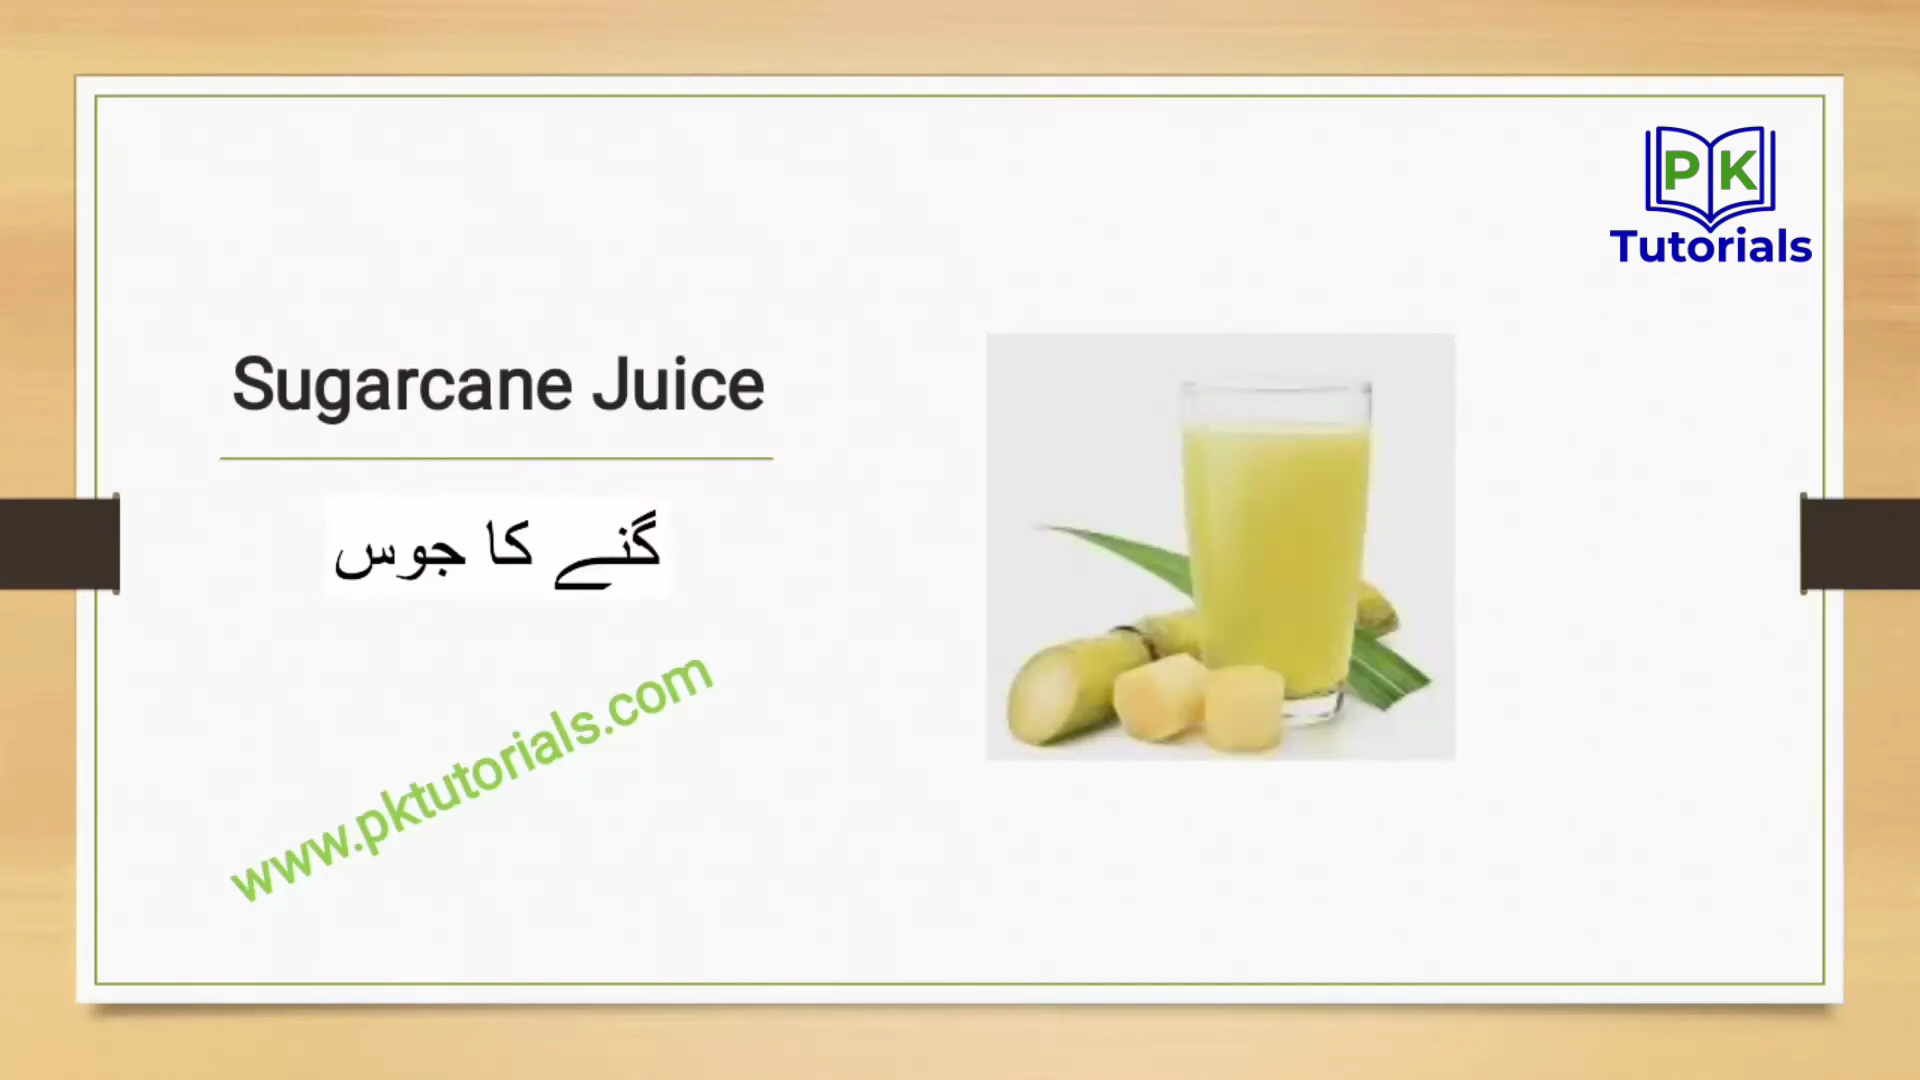 PK
Tutorials
Sugarcane Juice
گنے کا جوس
www.pktutorials.com